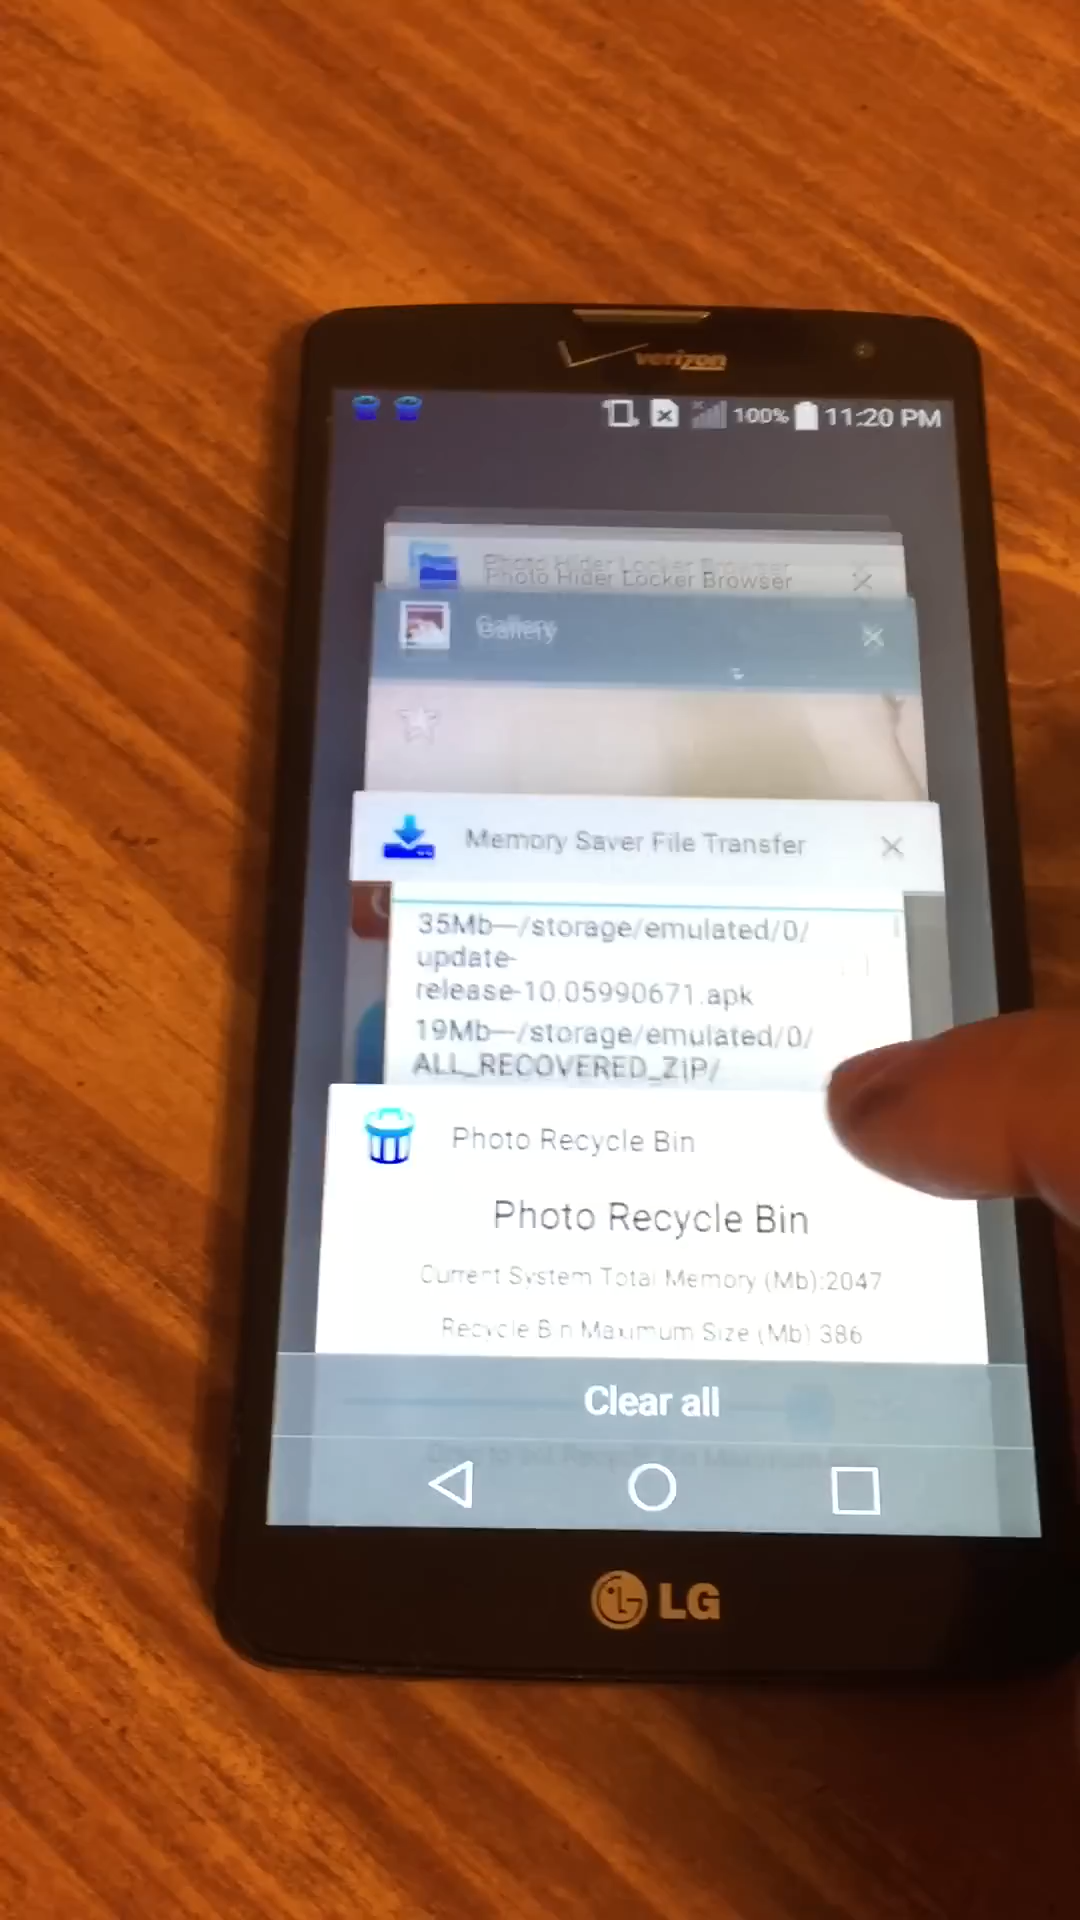 verizon
100% 11:20 PM
Photo Hider Locker Browser
Photo Hider Locker Browser
Gallery
Memory Saver File Transfer
35Mb—/storage/emulated/0/
update-
release-10.05990671.apk
19Mb—/storage/emulated/0/
ALL_RECOVERED_ZIP/
Photo Recycle Bin
Photo Recycle Bin
Current System Total Memory (Mb):2047
Recycle Bin Maximum Size (Mb) 386
Clear all
LG